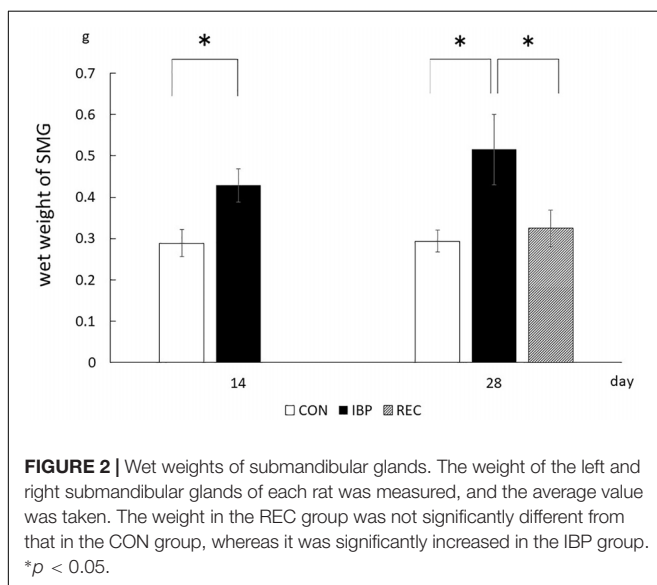 g
* * *
0.7
0.6
0.5
0.4
0.3
0.2
0.1
0
wet weight of SMG
14 28 day
CON IBP REC
FIGURE 2 | Wet weights of submandibular glands. The weight of the left and
right submandibular glands of each rat was measured, and the average value
was taken. The weight in the REC group was not significantly different from
that in the CON group, whereas it was significantly increased in the IBP group.
*p < 0.05.